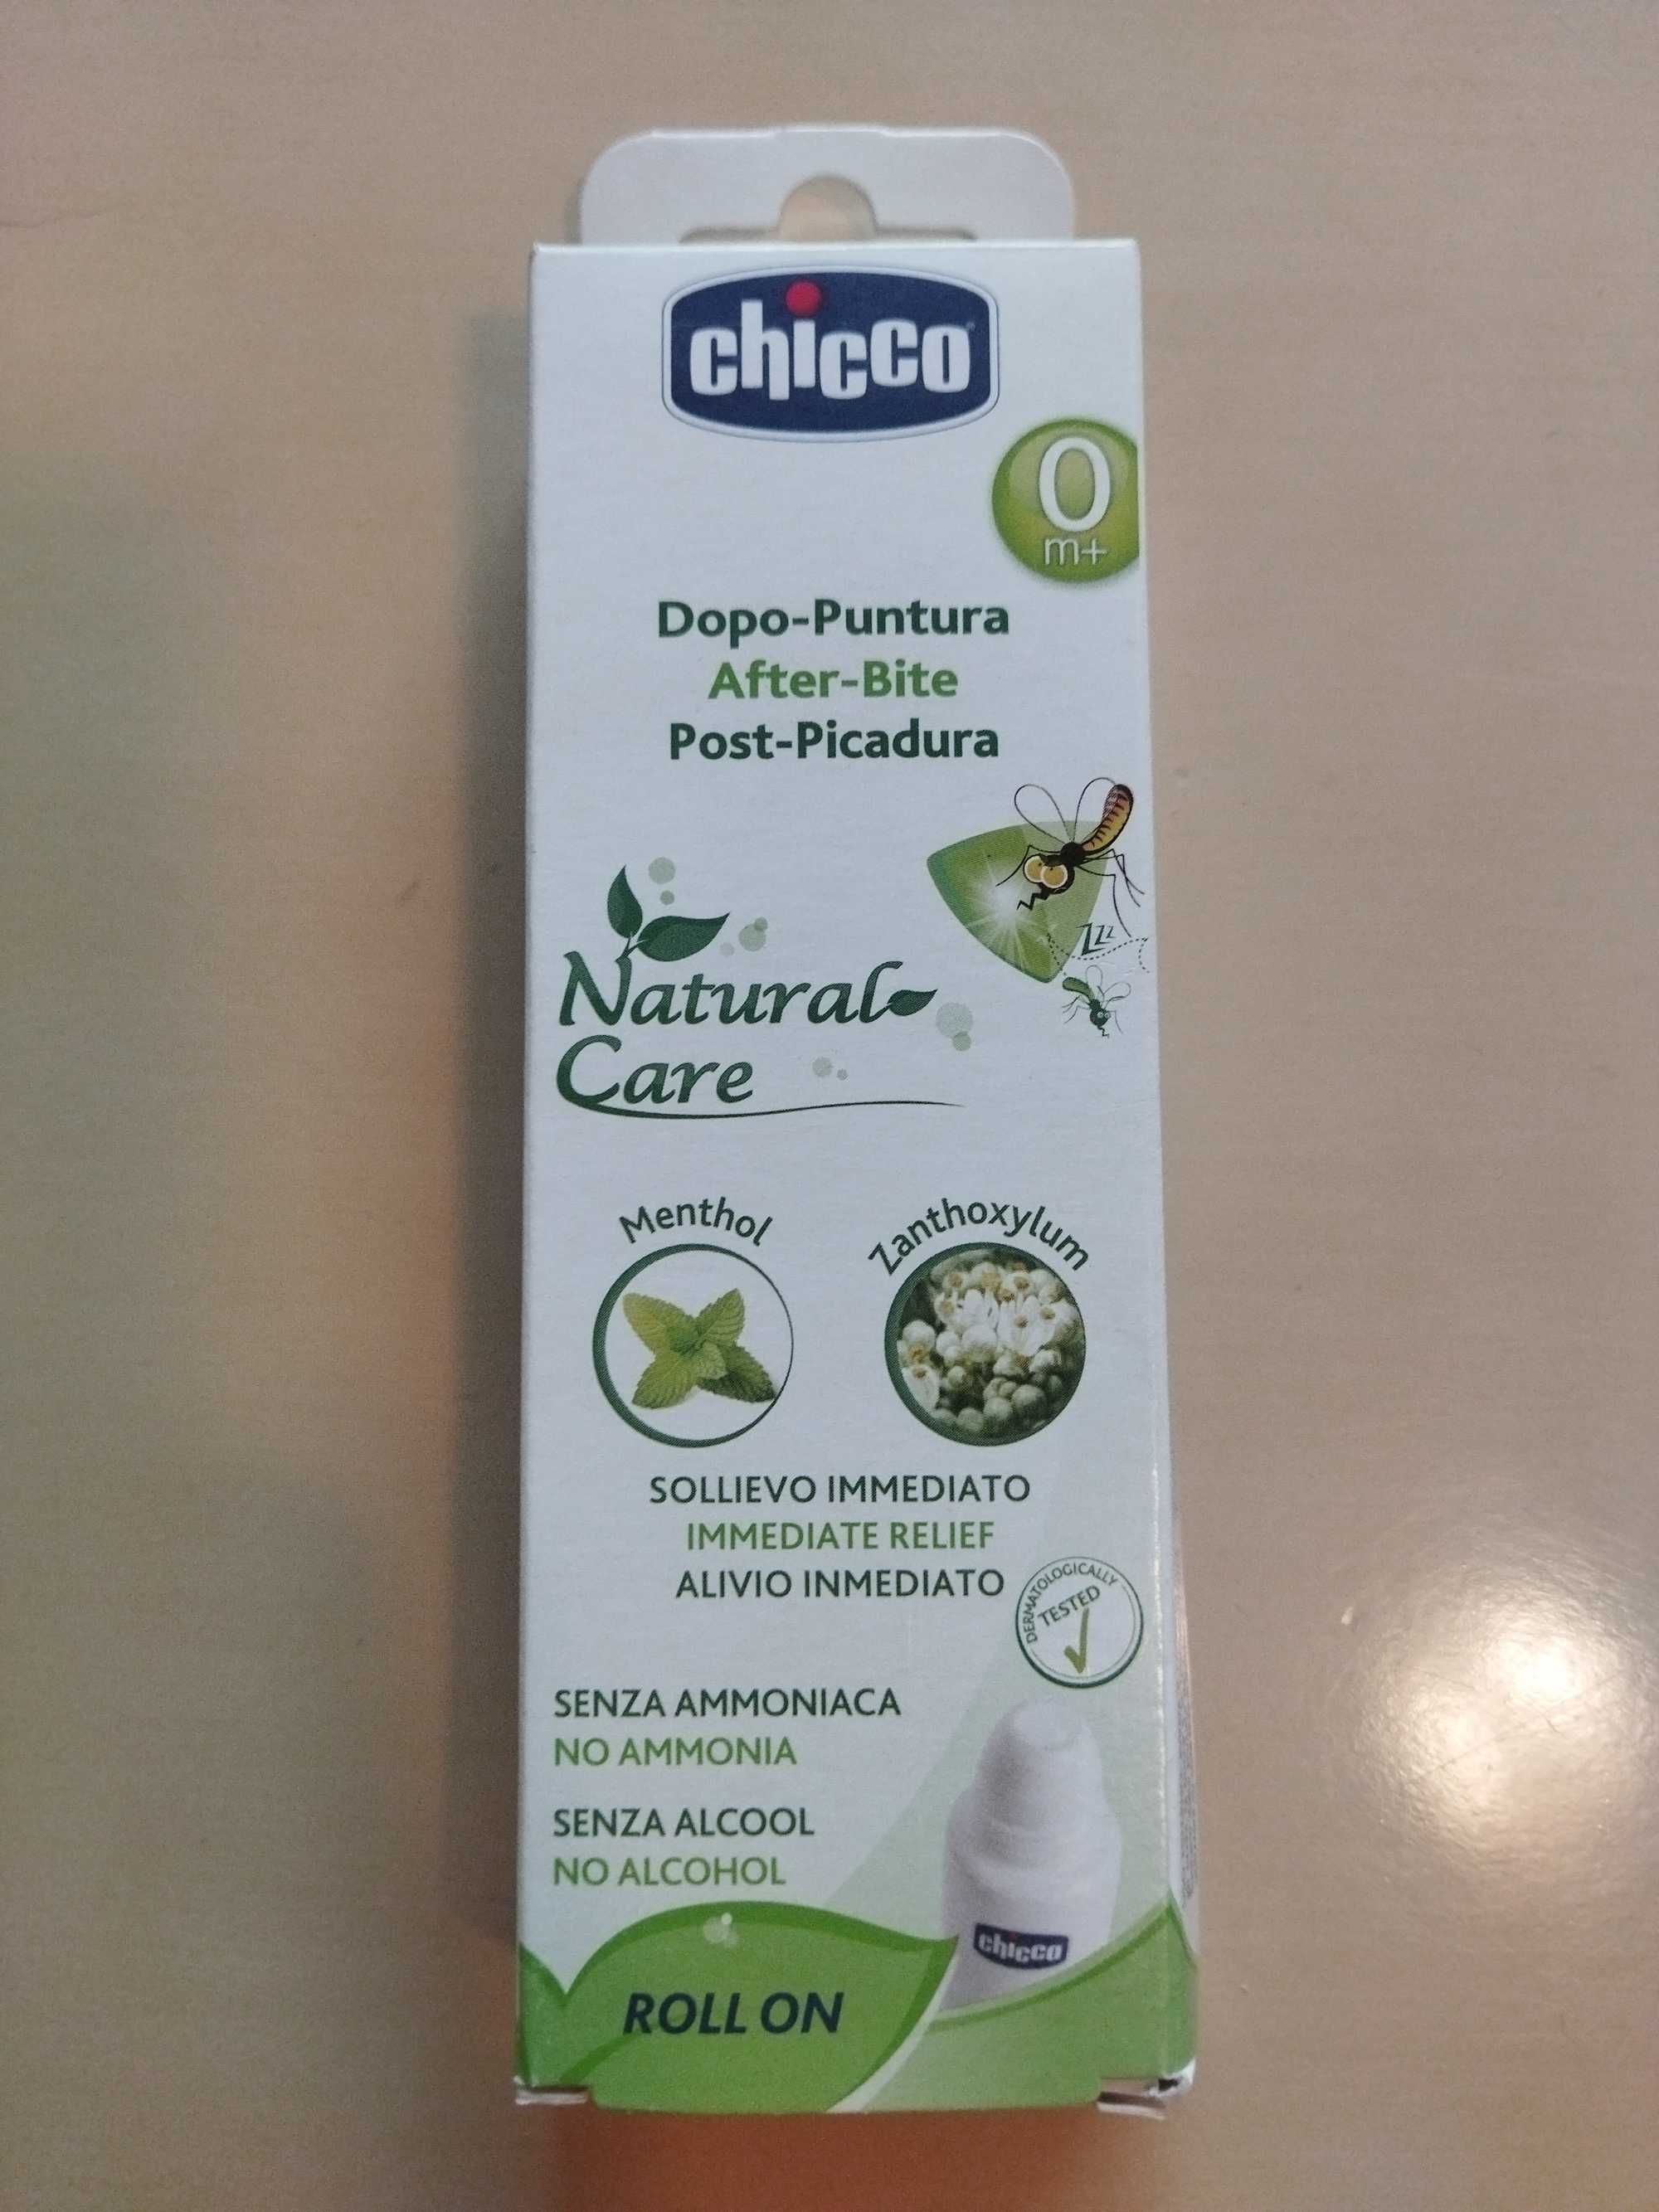 chicco
0
m+
Dopo-Puntura
After-Bite
Post-Picadura
Zzz
Natural
Care
Menthol
Zanthoxylum
SOLLIEVO IMMEDIATO
IMMEDIATE RELIEF
ALIVIO INMEDIATO
DERMATOLOGICALLY
TESTED
SENZA AMMONIACA
NO AMMONIA
SENZA ALCOOL
NO ALCOHOL
chicco
ROLL ON